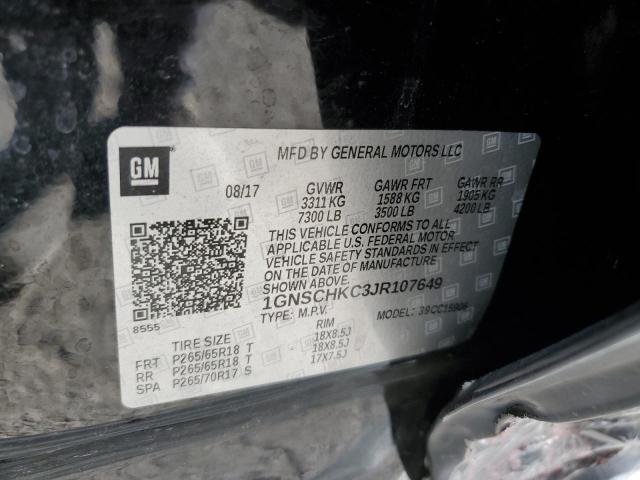 GM
MFD BY GENERAL MOTORS LLC
08/17 GVWR GAWR FRT GAWR RR
3311 KG 1588 KG 1905 KG
7300 LB 3500 LB 4200 LB
THIS VEHICLE CONFORMS TO ALL
APPLICABLE U.S. FEDERAL MOTOR
VEHICLE SAFETY STANDARDS IN EFFECT
ON THE DATE OF MANUFACTURE
SHOWN ABOVE.
1GNSCHKC3JR107649
TYPE: M.P.V. MODEL:
8555
TIRE SIZE RIM
FRT P265/65R18 T 18X8.5J
RR P265/65R18 T 18X8.5J
SPA P265/70R17 S 17X7.5J